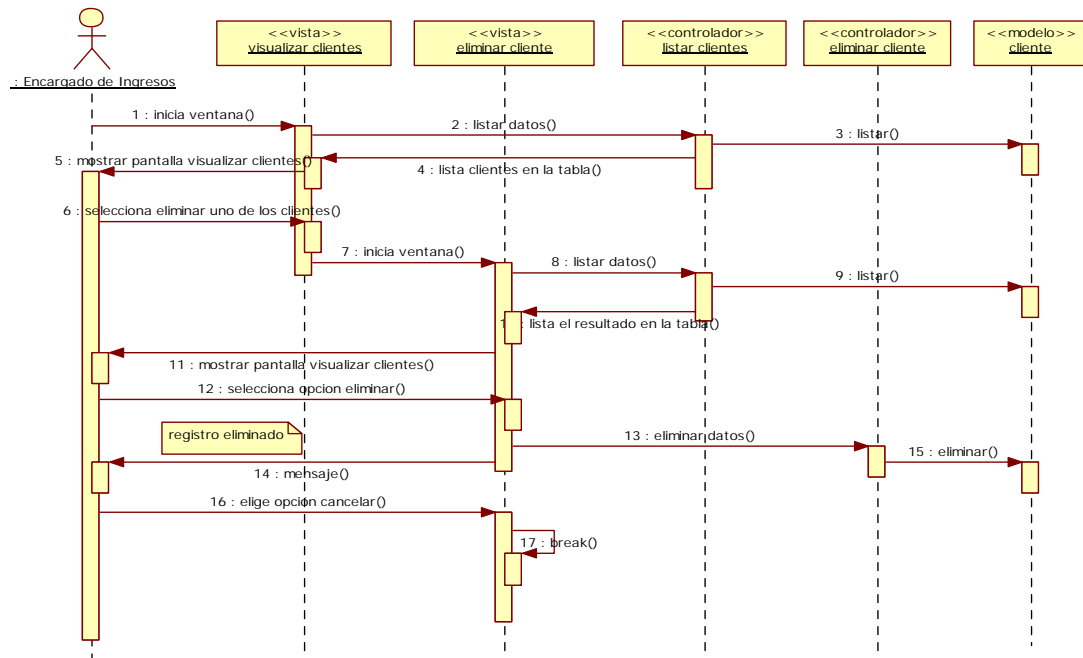 <<vista>>
visualizar clientes
<<vista>>
eliminar cliente
<<controlador>>
listar clientes
<<controlador>>
eliminar cliente
<<modelo>>
cliente
: Encargado de Ingresos
1 : inicia ventana()
2 : listar datos()
3 : listar()
4 : lista clientes en la tabla()
5 : mostrar pantalla visualizar clientes()
6 : selecciona eliminar uno de los clientes()
7 : inicia ventana()
8 : listar datos()
9 : listar()
: lista el resultado en la tabla()
11 : mostrar pantalla visualizar clientes()
12 : selecciona opcion eliminar()
registro eliminado
13 : eliminar datos()
14 : mensaje()
15 : eliminar()
16 : elige opción cancelar()
17 : break()